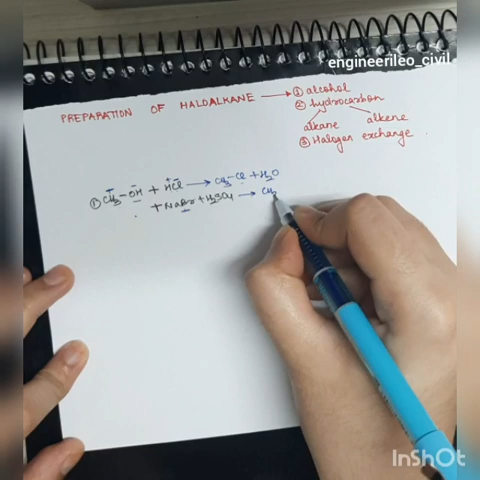 engineerileo_civil
PREPARATION OF HALOALKANE → ① alcohol
② hydrocarbon
alkane alkene
③ Halogen exchange.
① CH₃-OH + HCl → CH₃-Cl + H₂O
+ NaBr + H₂SO₄ → CH₃
InShOt